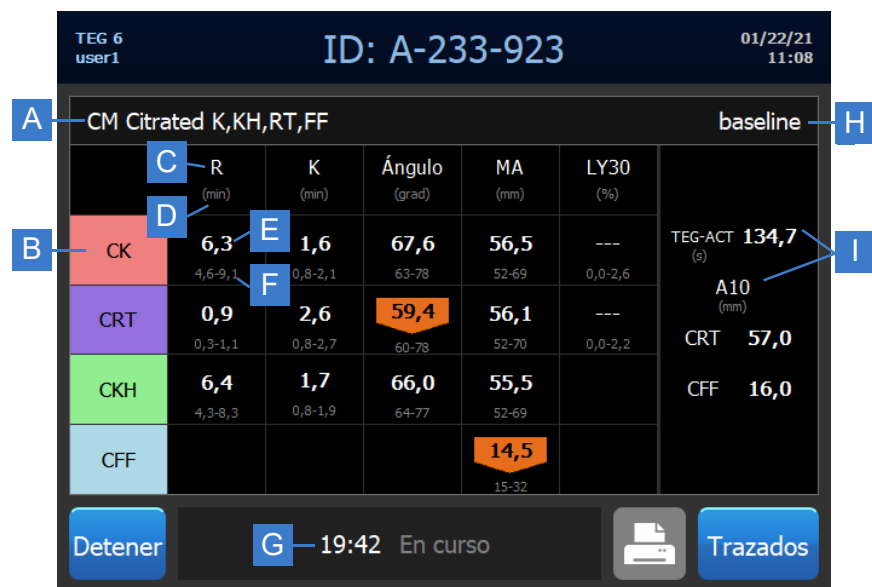 TEG 6
user1
ID: A-233-923
01/22/21
11:08
A
CM Citrated K,KH,RT,FF
baseline
H
C
R
K
Ángulo
MA
LY30
(min)
(min)
(grad)
(mm)
(%)
D
B
CK
6,3
E
1,6
67,6
56,5
---
4,6-9,1
F
0,8-2,1
63-78
52-69
0,0-2,6
CRT
0,9
2,6
59,4
56,1
---
0,3-1,1
0,8-2,7
60-78
52-70
0,0-2,2
CKH
6,4
1,7
66,0
55,5
4,3-8,3
0,8-1,9
64-77
52-69
CFF
14,5
15-32
TEG-ACT 134,7
(s)
I
A10
(mm)
CRT 57,0
CFF 16,0
Detener
G
19:42 En curso
Trazados